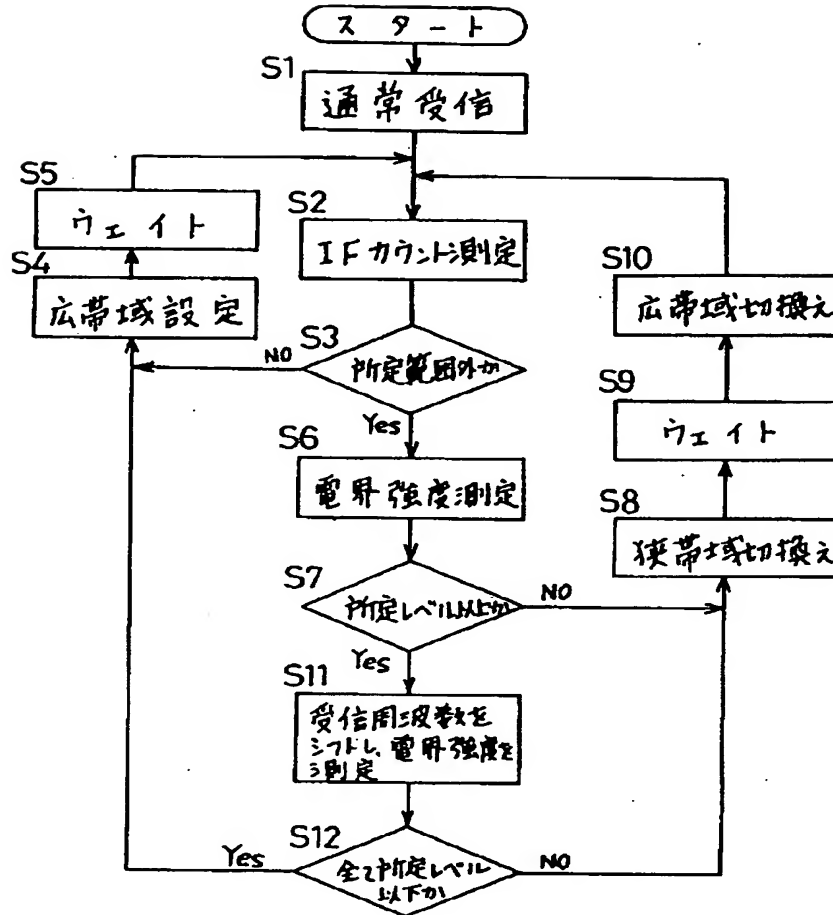 スタート
S1
通常受信
S5
ウェイト
S2
IFカウント測定
S4
広帯域設定
S10
広帯域切換え
S3
所定範囲外か
NO
Yes
S9
ウェイト
S6
電界強度測定
S8
狭帯域切換え
S7
所定レベル以上か
NO
Yes
S11
受信周波数を
シフトし、電界強度を
測定
S12
全て所定レベル
以下か
Yes
NO